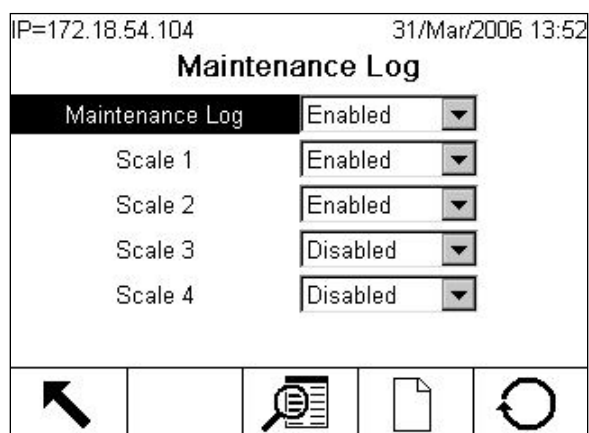 IP=172.18.54.104 31/Mar/2006 13:52
Maintenance Log
Maintenance Log Enabled
Scale 1 Enabled
Scale 2 Enabled
Scale 3 Disabled
Scale 4 Disabled